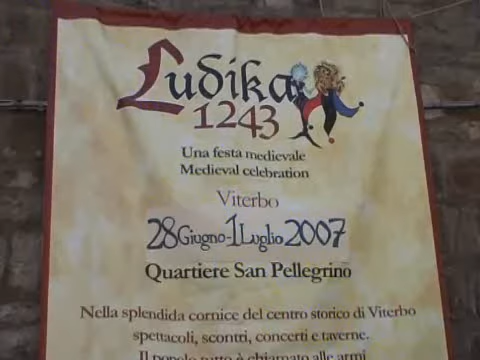 Ludika
1243
Una festa medievale
Medieval celebration
Viterbo
28 Giugno - 1 Luglio 2007
Quartiere San Pellegrino
Nella splendida cornice del centro storico di Viterbo
spettacoli, scontri, concerti e taverne.
Il popolo tutto è chiamato alle armi